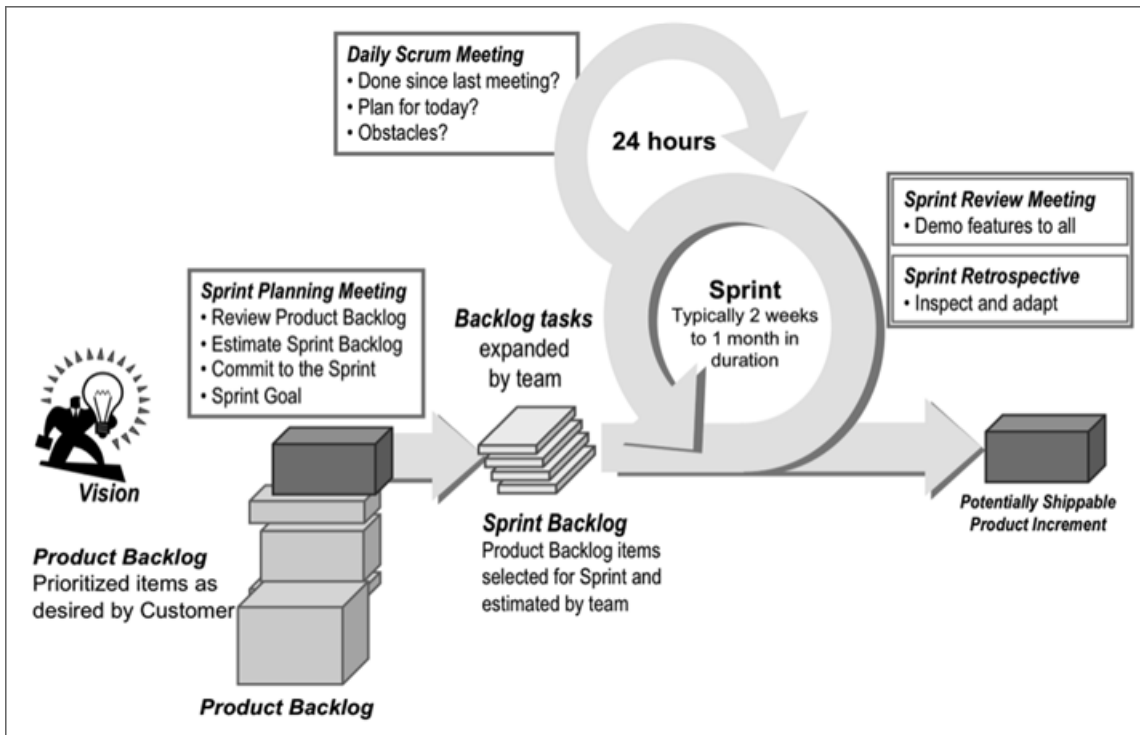 Daily Scrum Meeting
• Done since last meeting?
• Plan for today?
• Obstacles?
24 hours
Sprint Review Meeting
• Demo features to all
Sprint Retrospective
• Inspect and adapt
Sprint Planning Meeting
• Review Product Backlog
• Estimate Sprint Backlog
• Commit to the Sprint
• Sprint Goal
Backlog tasks
expanded
by team
Sprint
Typically 2 weeks
to 1 month in
duration
Vision
Product Backlog
Prioritized items as
desired by Customer
Sprint Backlog
Product Backlog items
selected for Sprint and
estimated by team
Potentially Shippable
Product Increment
Product Backlog